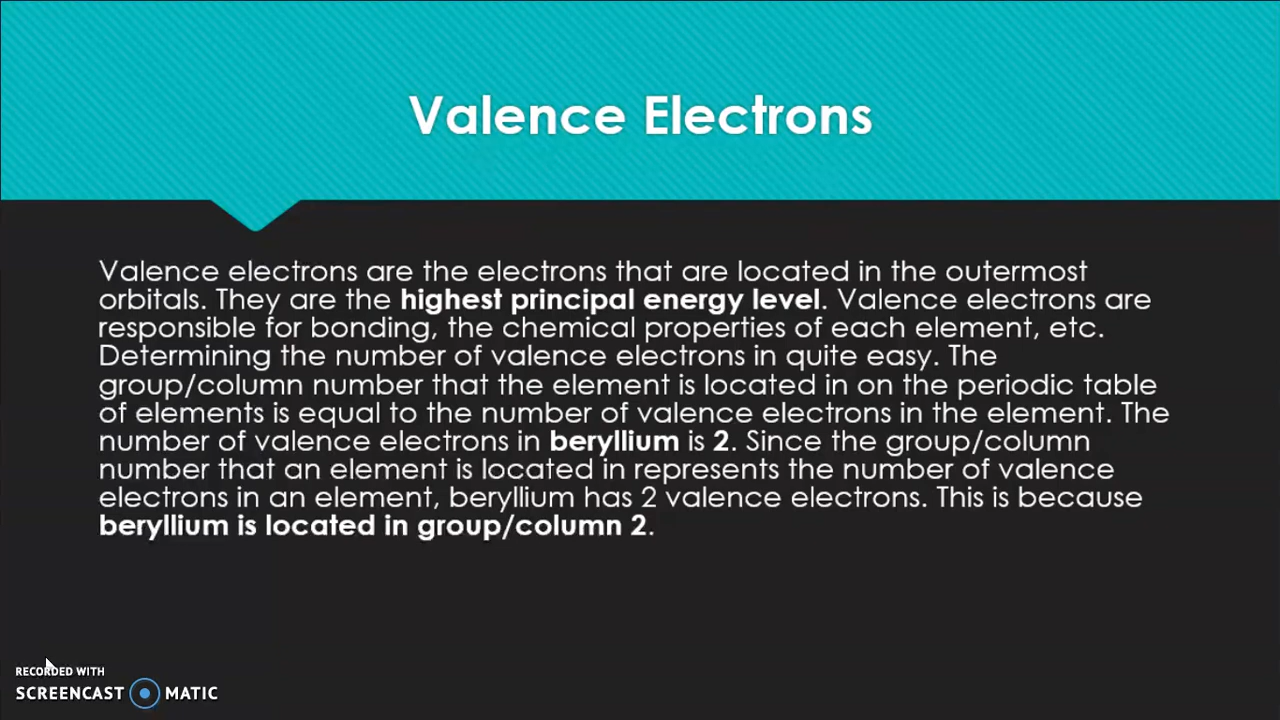 Valence Electrons
Valence electrons are the electrons that are located in the outermost
orbitals. They are the highest principal energy level. Valence electrons are
responsible for bonding, the chemical properties of each element, etc.
Determining the number of valence electrons in quite easy. The
group/column number that the element is located in on the periodic table
of elements is equal to the number of valence electrons in the element. The
number of valence electrons in beryllium is 2. Since the group/column
number that an element is located in represents the number of valence
electrons in an element, beryllium has 2 valence electrons. This is because
beryllium is located in group/column 2.
RECORDED WITH
SCREENCAST MATIC